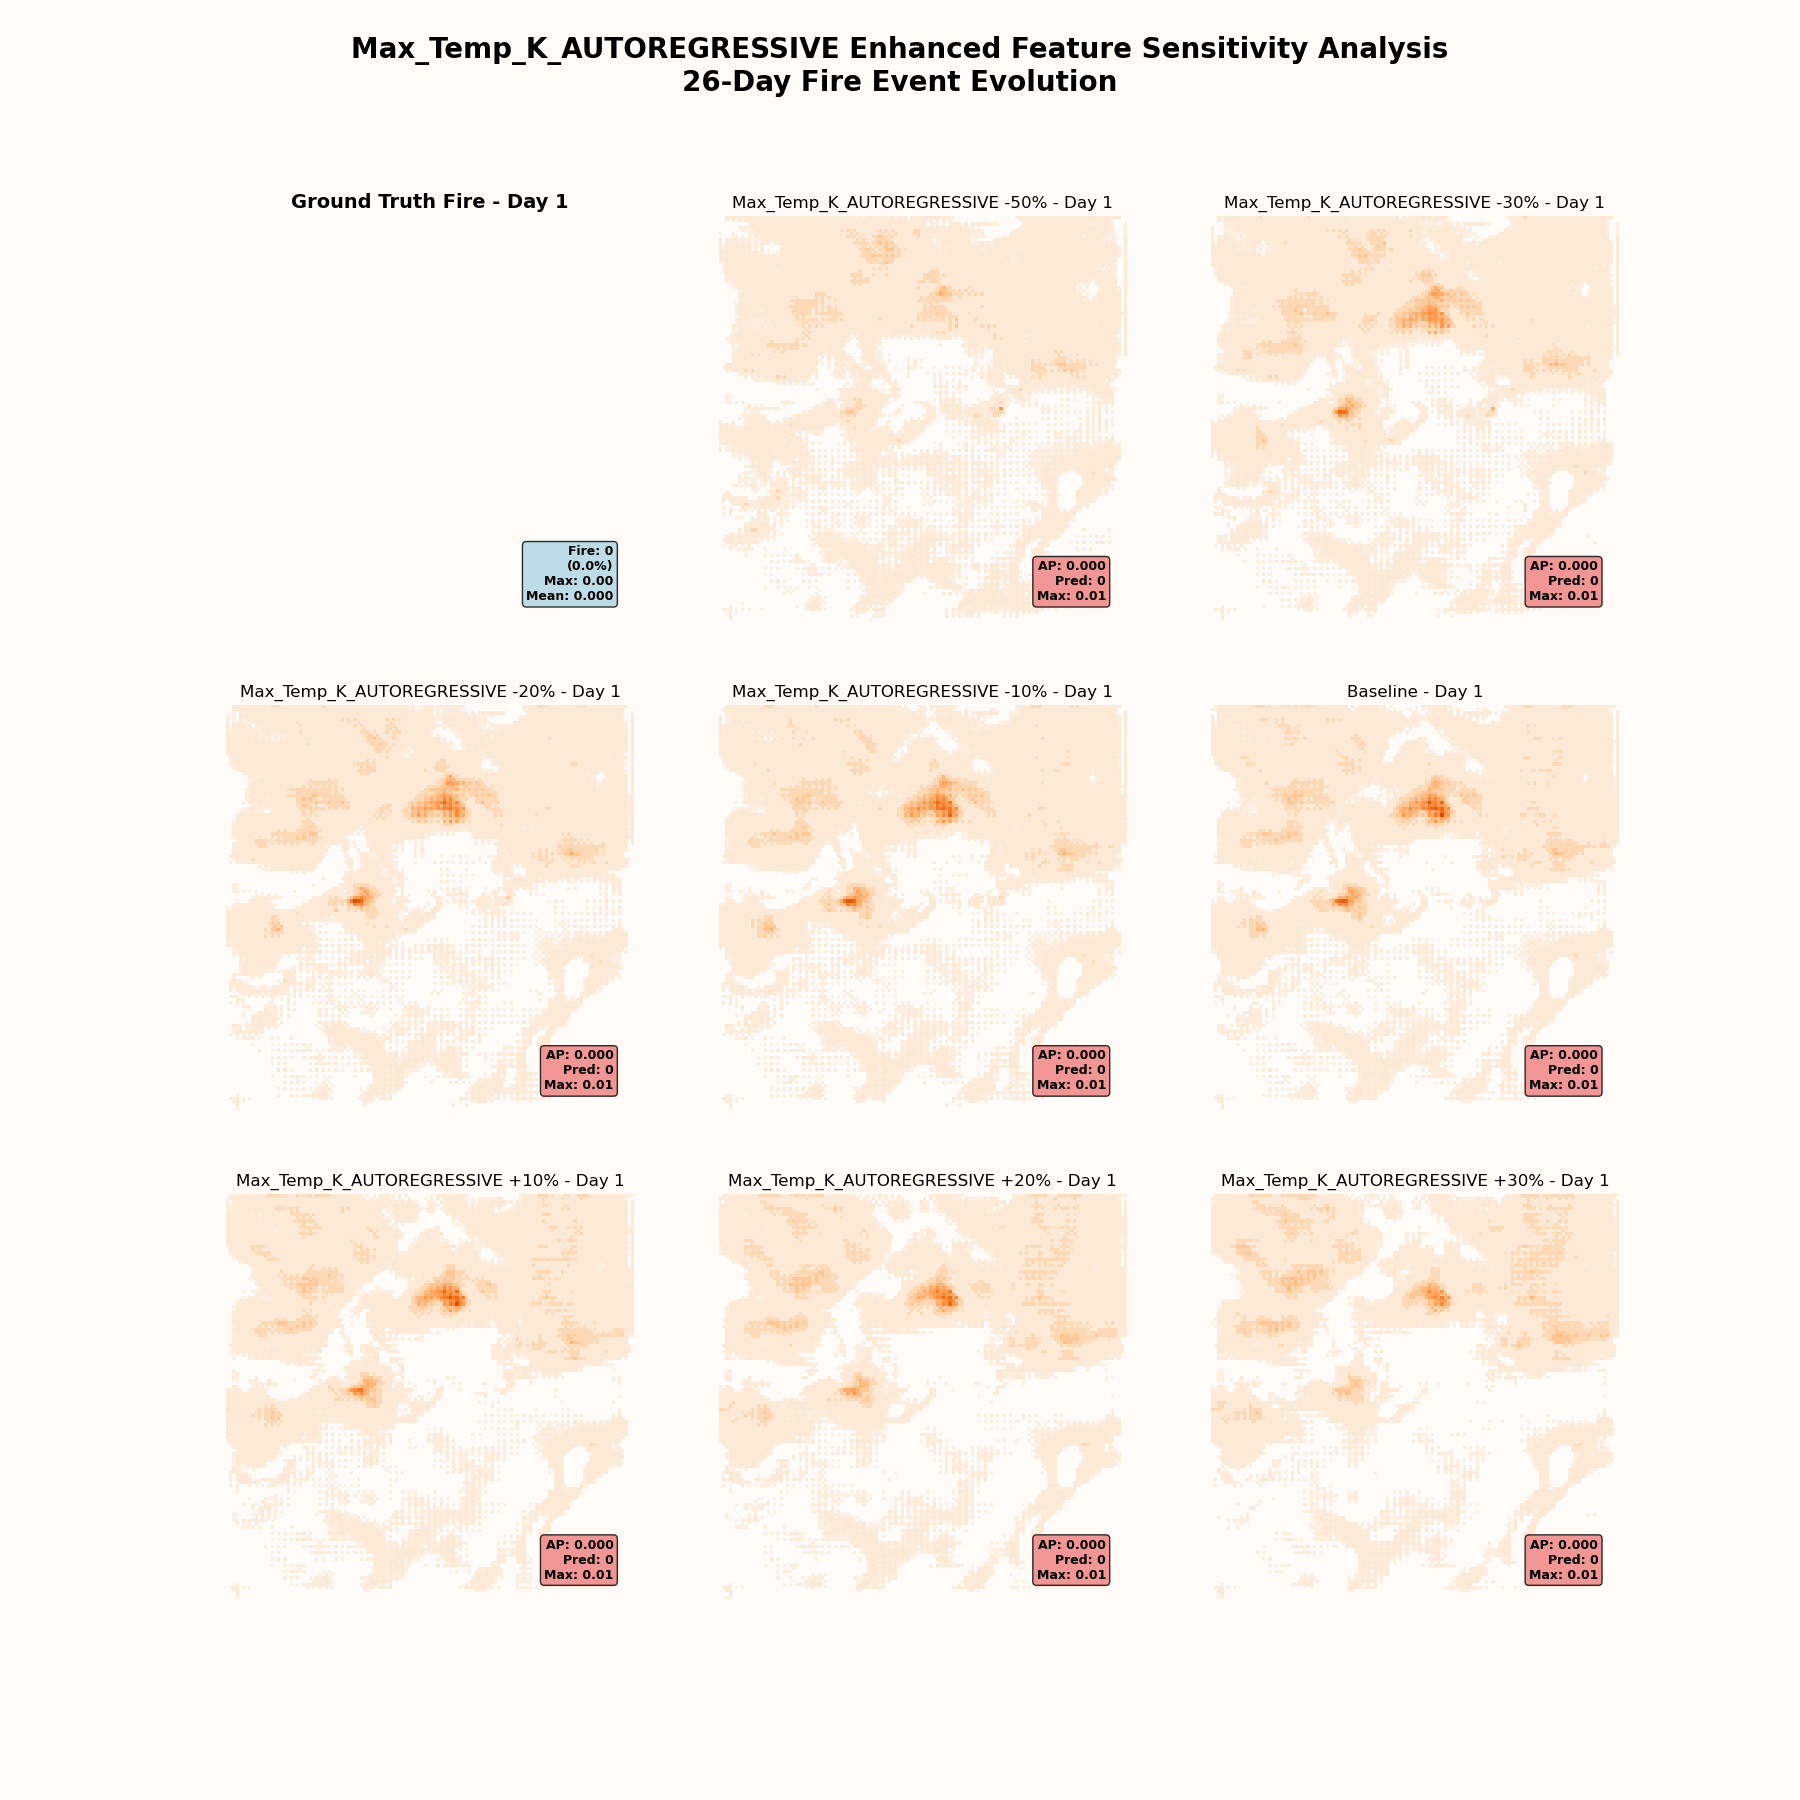 Max_Temp_K_AUTOREGRESSIVE Enhanced Feature Sensitivity Analysis
26-Day Fire Event Evolution
Ground Truth Fire - Day 1
Fire: 0
(0.0%)
Max: 0.00
Mean: 0.000
Max_Temp_K_AUTOREGRESSIVE -50% - Day 1
AP: 0.000
Pred: 0
Max: 0.01
Max_Temp_K_AUTOREGRESSIVE -30% - Day 1
AP: 0.000
Pred: 0
Max: 0.01
Max_Temp_K_AUTOREGRESSIVE -20% - Day 1
AP: 0.000
Pred: 0
Max: 0.01
Max_Temp_K_AUTOREGRESSIVE -10% - Day 1
AP: 0.000
Pred: 0
Max: 0.01
Baseline - Day 1
AP: 0.000
Pred: 0
Max: 0.01
Max_Temp_K_AUTOREGRESSIVE +10% - Day 1
AP: 0.000
Pred: 0
Max: 0.01
Max_Temp_K_AUTOREGRESSIVE +20% - Day 1
AP: 0.000
Pred: 0
Max: 0.01
Max_Temp_K_AUTOREGRESSIVE +30% - Day 1
AP: 0.000
Pred: 0
Max: 0.01